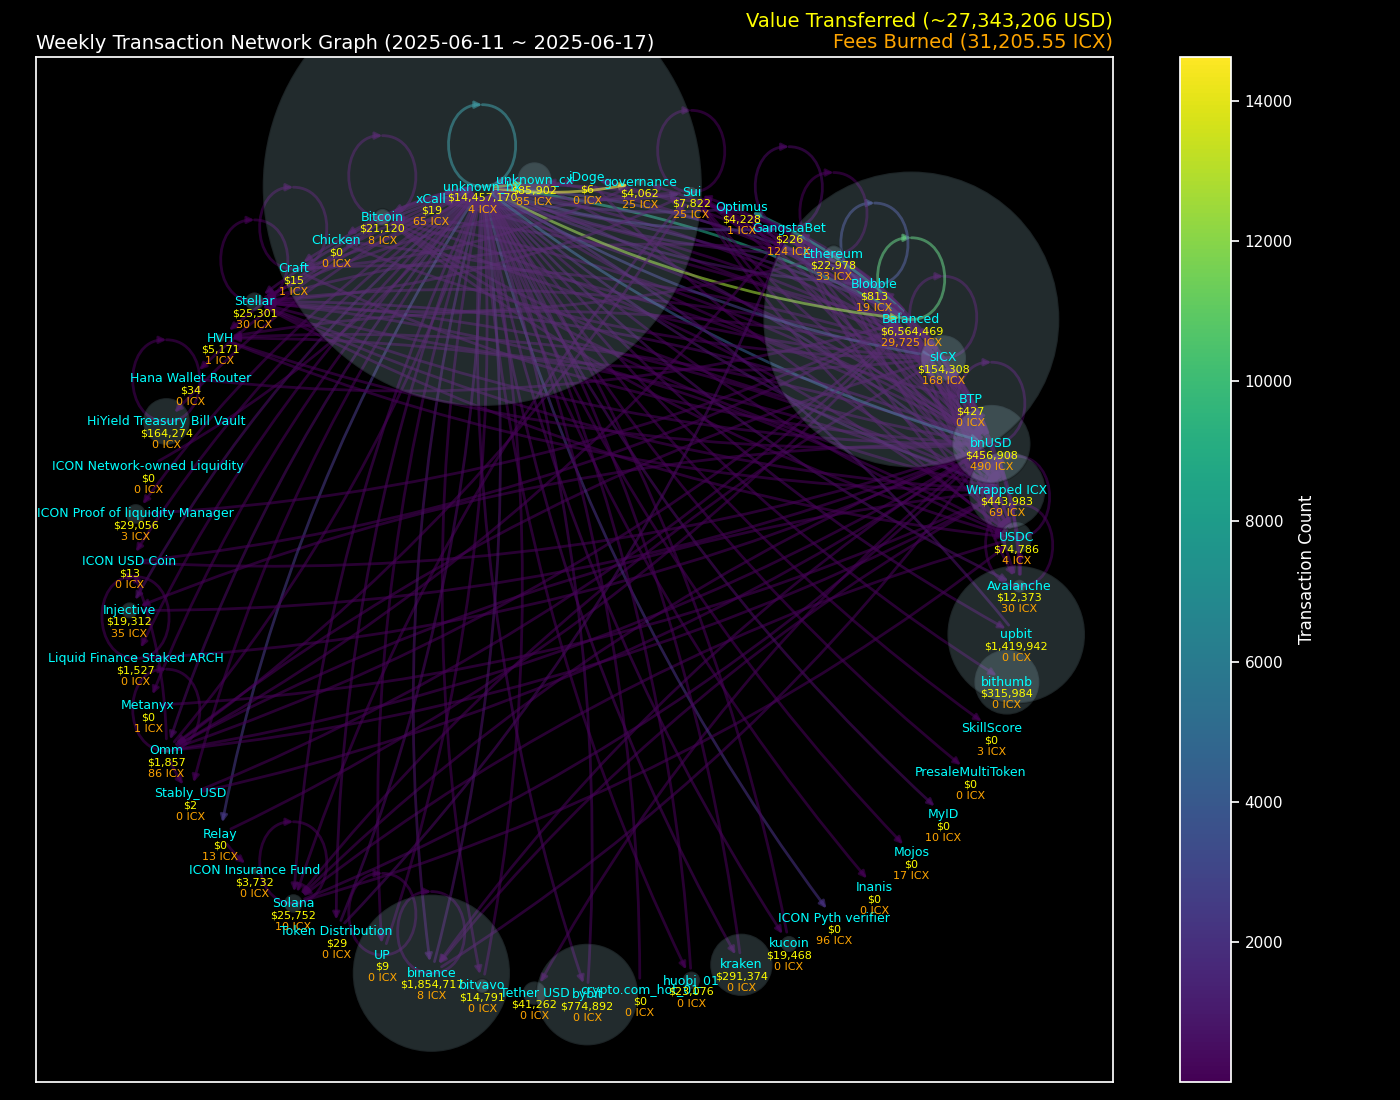 Value Transferred (~27,343,206 USD)
Weekly Transaction Network Graph (2025-06-11 ~ 2025-06-17)
Fees Burned (31,205.55 ICX)
unknown_cx
$85,902
85 ICX
iDoge
$6
0 ICX
governance
$4,062
25 ICX
$14,457,170
4 ICX
Sui
$7,822
25 ICX
xCall
$19
65 ICX
Optimus
$4,228
1 ICX
Bitcoin
$21,120
8 ICX
GangstaBet
$226
124 ICX
Chicken
$0
0 ICX
Ethereum
$22,978
33 ICX
Craft
$15
1 ICX
Blobble
$813
19 ICX
Stellar
$25,301
30 ICX
Balanced
$6,564,469
29,725 ICX
HVH
$5,171
1 ICX
sICX
$154,308
168 ICX
Hana Wallet Router
$34
0 ICX
BTP
$427
0 ICX
HiYield Treasury Bill Vault
$164,274
0 ICX
bnUSD
$456,908
490 ICX
ICON Network-owned Liquidity
$0
0 ICX
Wrapped ICX
$443,983
69 ICX
ICON Proof of liquidity Manager
$29,056
3 ICX
USDC
$74,786
4 ICX
ICON USD Coin
$13
0 ICX
Avalanche
$12,373
30 ICX
Injective
$19,312
35 ICX
upbit
$1,419,942
0 ICX
Liquid Finance Staked ARCH
$1,527
0 ICX
bithumb
$315,984
0 ICX
Metanyx
$0
1 ICX
SkillScore
$0
3 ICX
Omm
$1,857
86 ICX
PresaleMultiToken
$0
0 ICX
Stably_USD
$2
0 ICX
MyID
$0
10 ICX
Relay
$0
13 ICX
Mojos
$0
17 ICX
ICON Insurance Fund
$3,732
0 ICX
Inanis
$0
0 ICX
Solana
$25,752
ICON Pyth verifier
$0
96 ICX
Token Distribution
$29
0 ICX
kucoin
$19,468
0 ICX
UP
$9
0 ICX
kraken
$291,374
0 ICX
binance
$1,854,717
8 ICX
huobi_01
$23,176
0 ICX
bitvavo
$14,791
0 ICX
Tether USD
$41,262
0 ICX
bybit
$774,892
0 ICX
$0
0 ICX
14000
12000
10000
8000
6000
4000
2000
Transaction Count